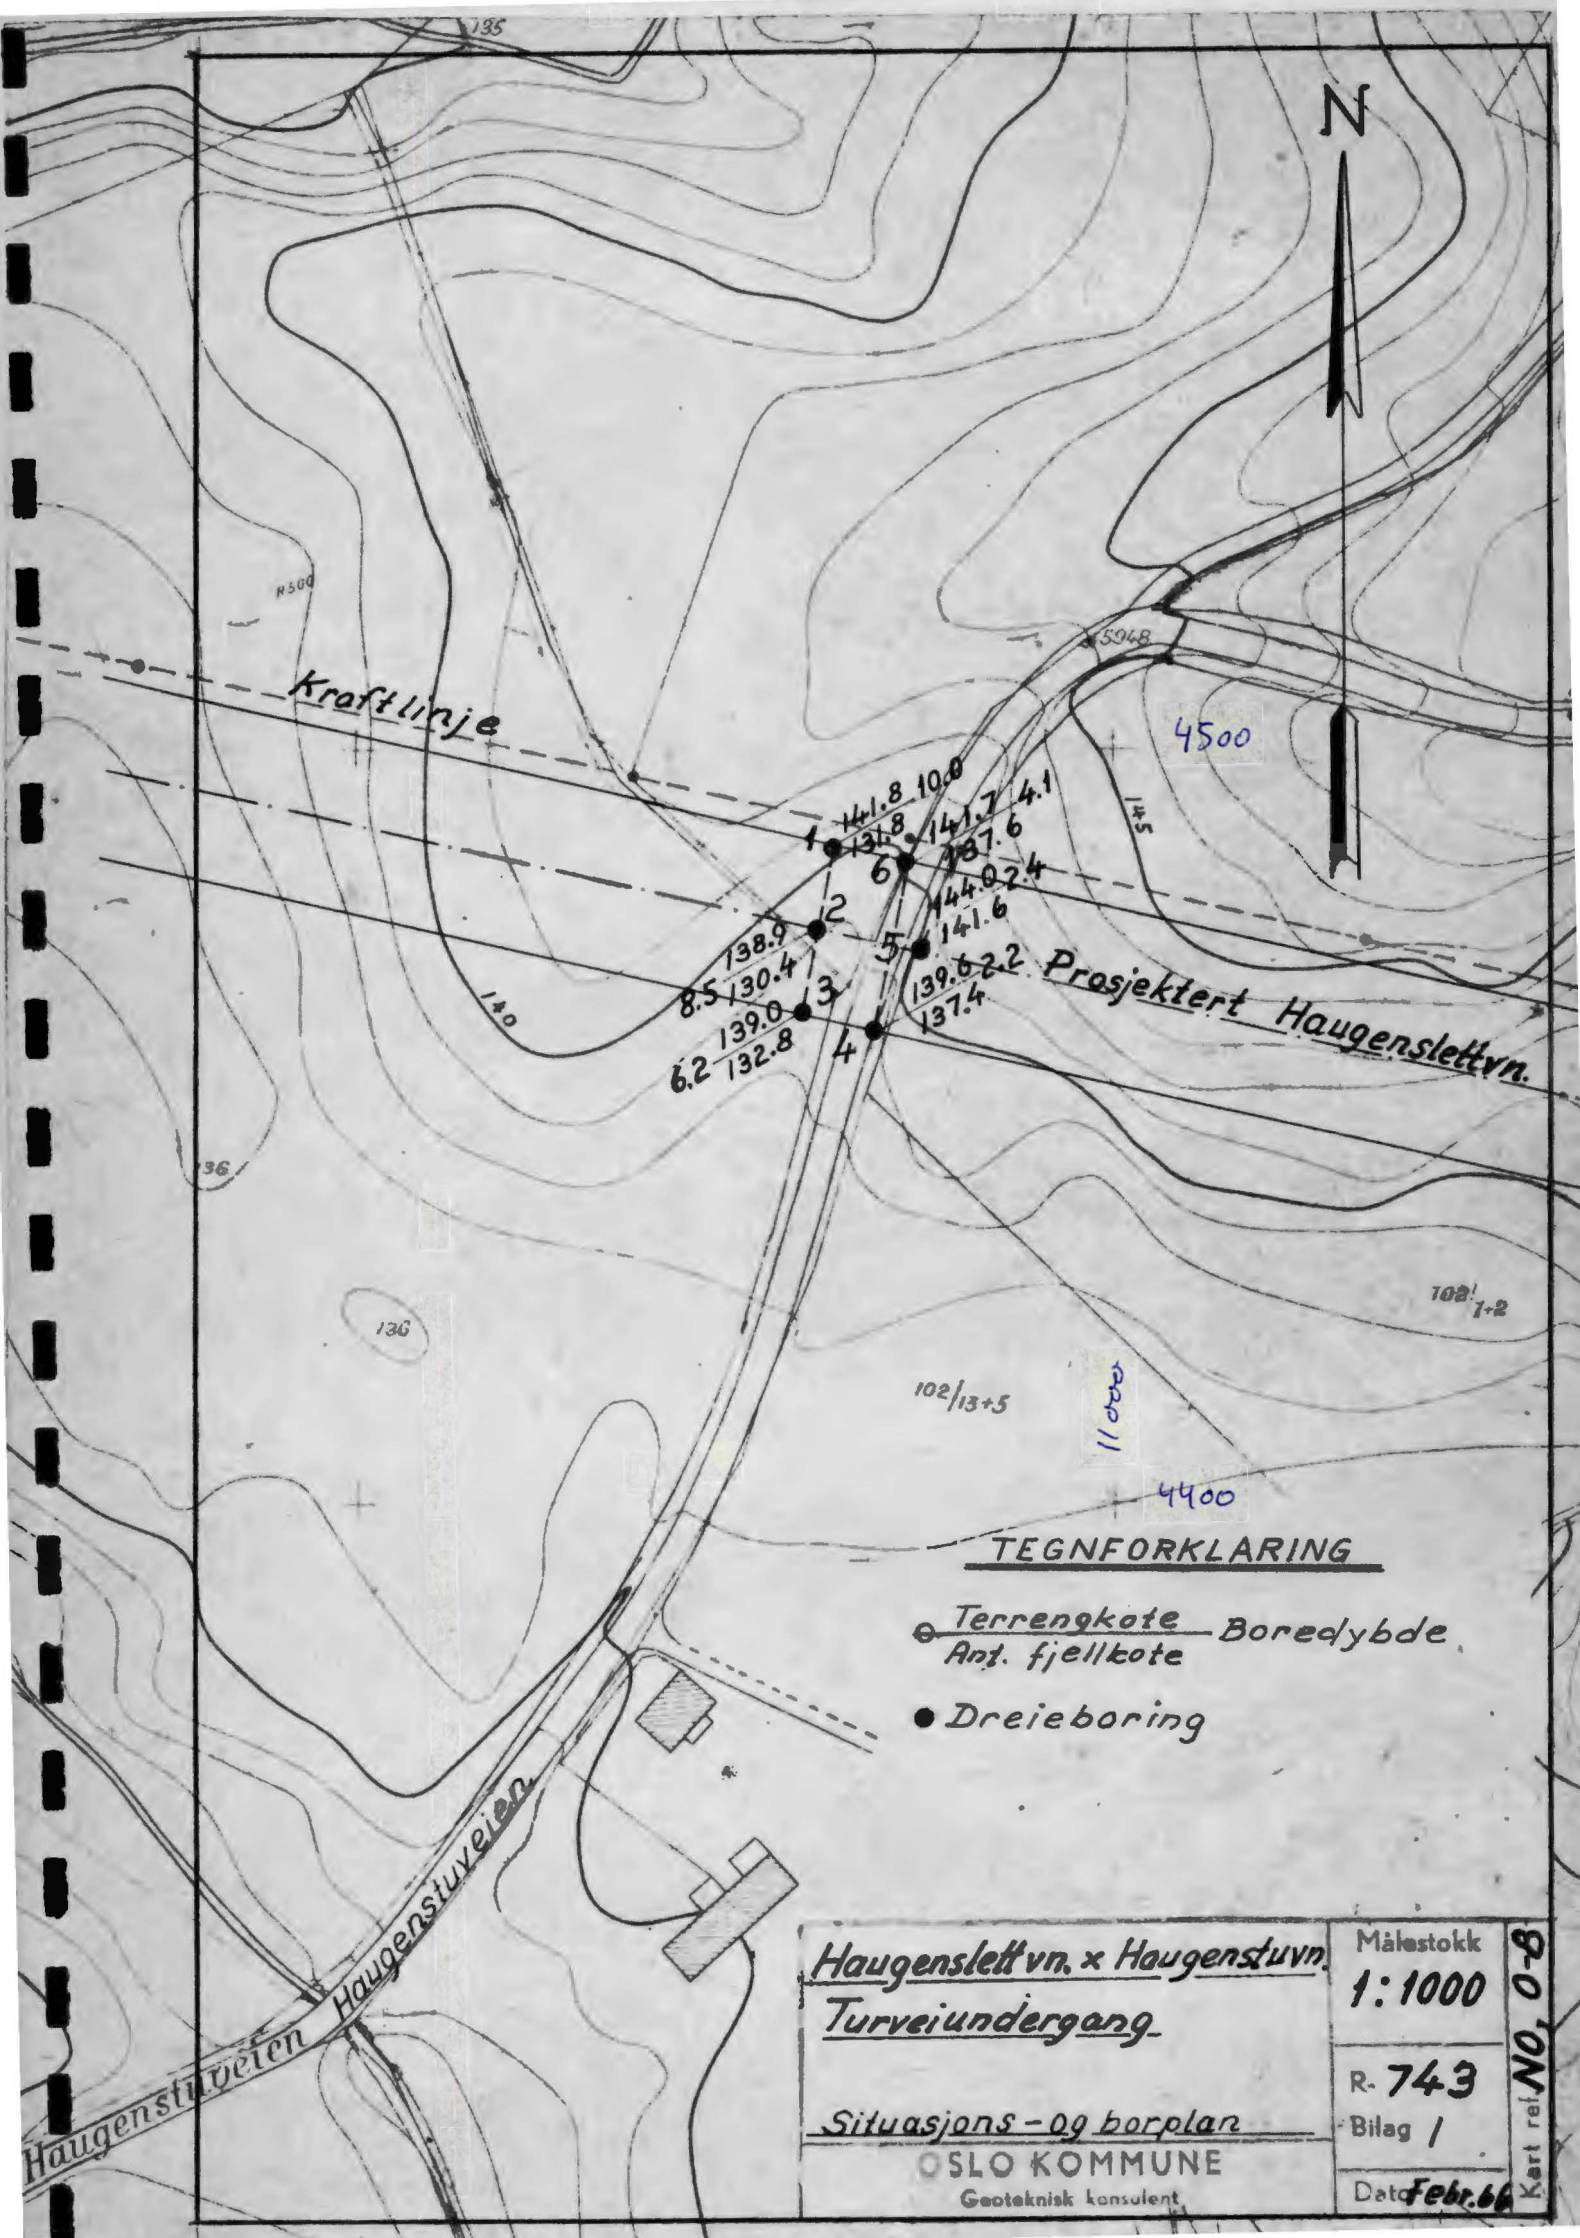 135
N
R500
5948
Kraftlinje
4500
145
1 141.8 10.0
131.8
6 141.7 4.1
137.6
2 138.9
8.5 130.4
5 144.0 2.4
141.6
3 139.0
6.2 132.8
4 139.6 2.2
137.4
Prosjektert Haugenslettvn.
140
136
136
102/1+2
102/13+5
11000
4400
TEGNFORKLARING
Terrengkote Boredybde
Ant. fjellkote
Dreieboring
Haugenstuveien
Haugenstuveien
Haugenslettvn. x Haugenstuvn.
Turveiundergang
Situasjons-og borplan
OSLO KOMMUNE
Geoteknisk konsulent
Målestokk
1:1000
R- 743
Bilag 1
Dato Febr. 66
Kart ref. NO, O-8